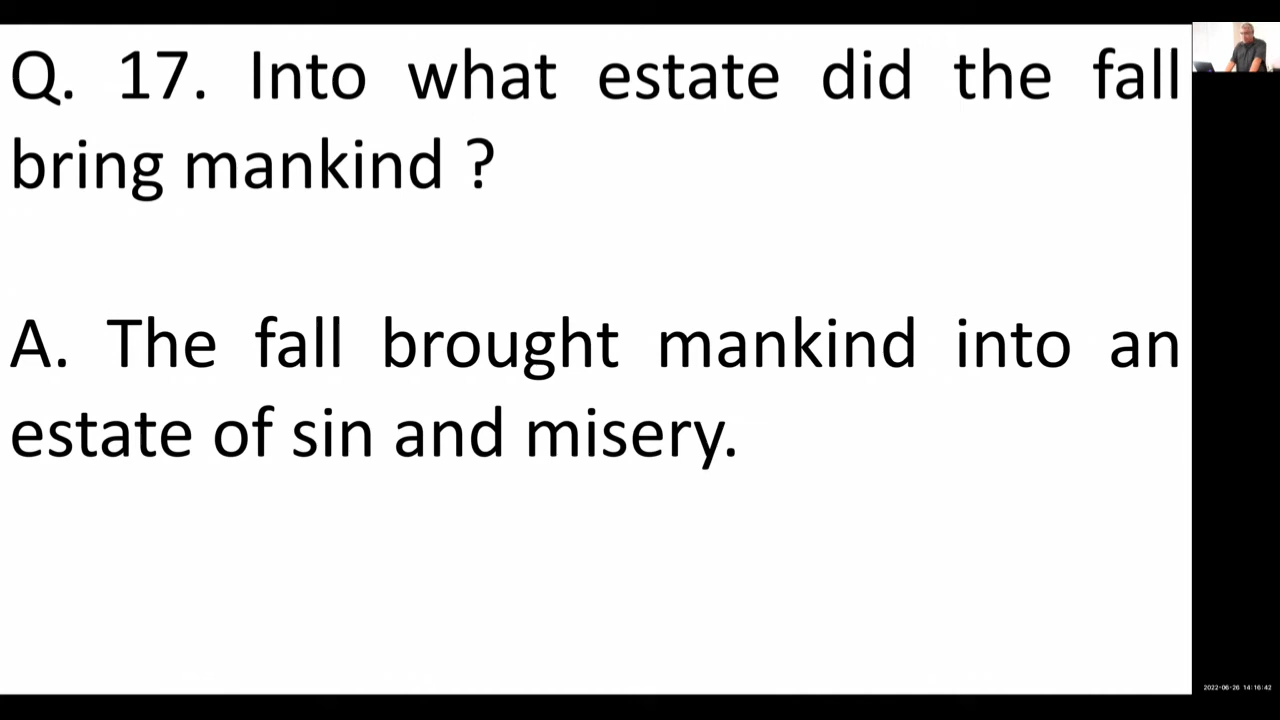 Q. 17. Into what estate did the fall
bring mankind ?
A. The fall brought mankind into an
estate of sin and misery.
2022-06-26 14:16:42